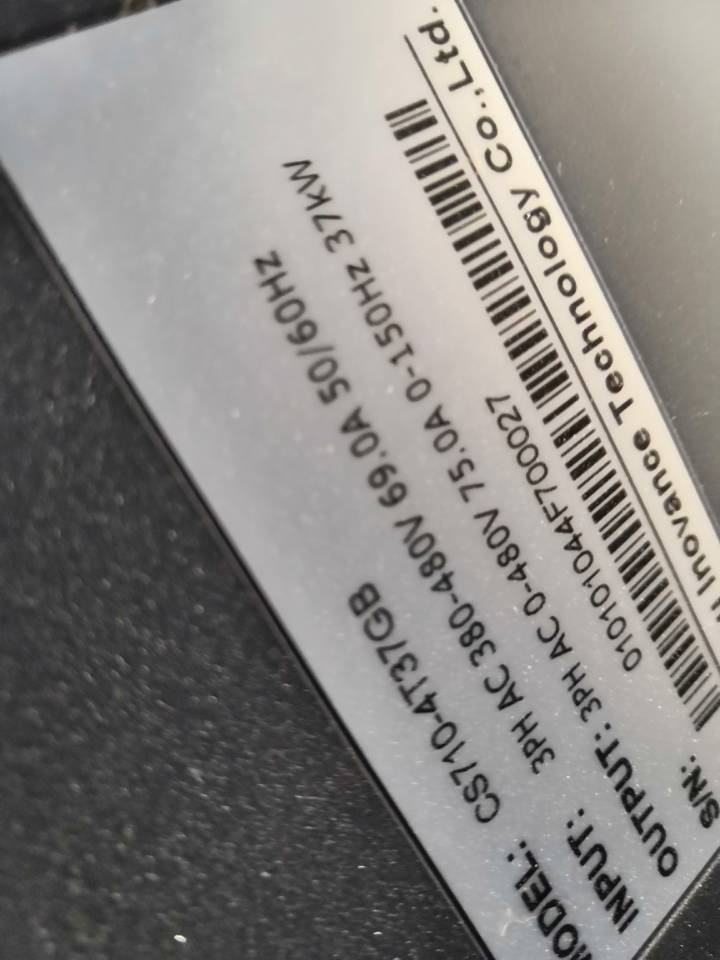 MODEL: CS710-4T37GB
INPUT: 3PH AC 380-480V 69.0A 50/60Hz
OUTPUT: 3PH AC 0-480V 75.0A 0-150Hz 37kW
S/N:
010101044F700027
Inovance Technology Co.,Ltd.